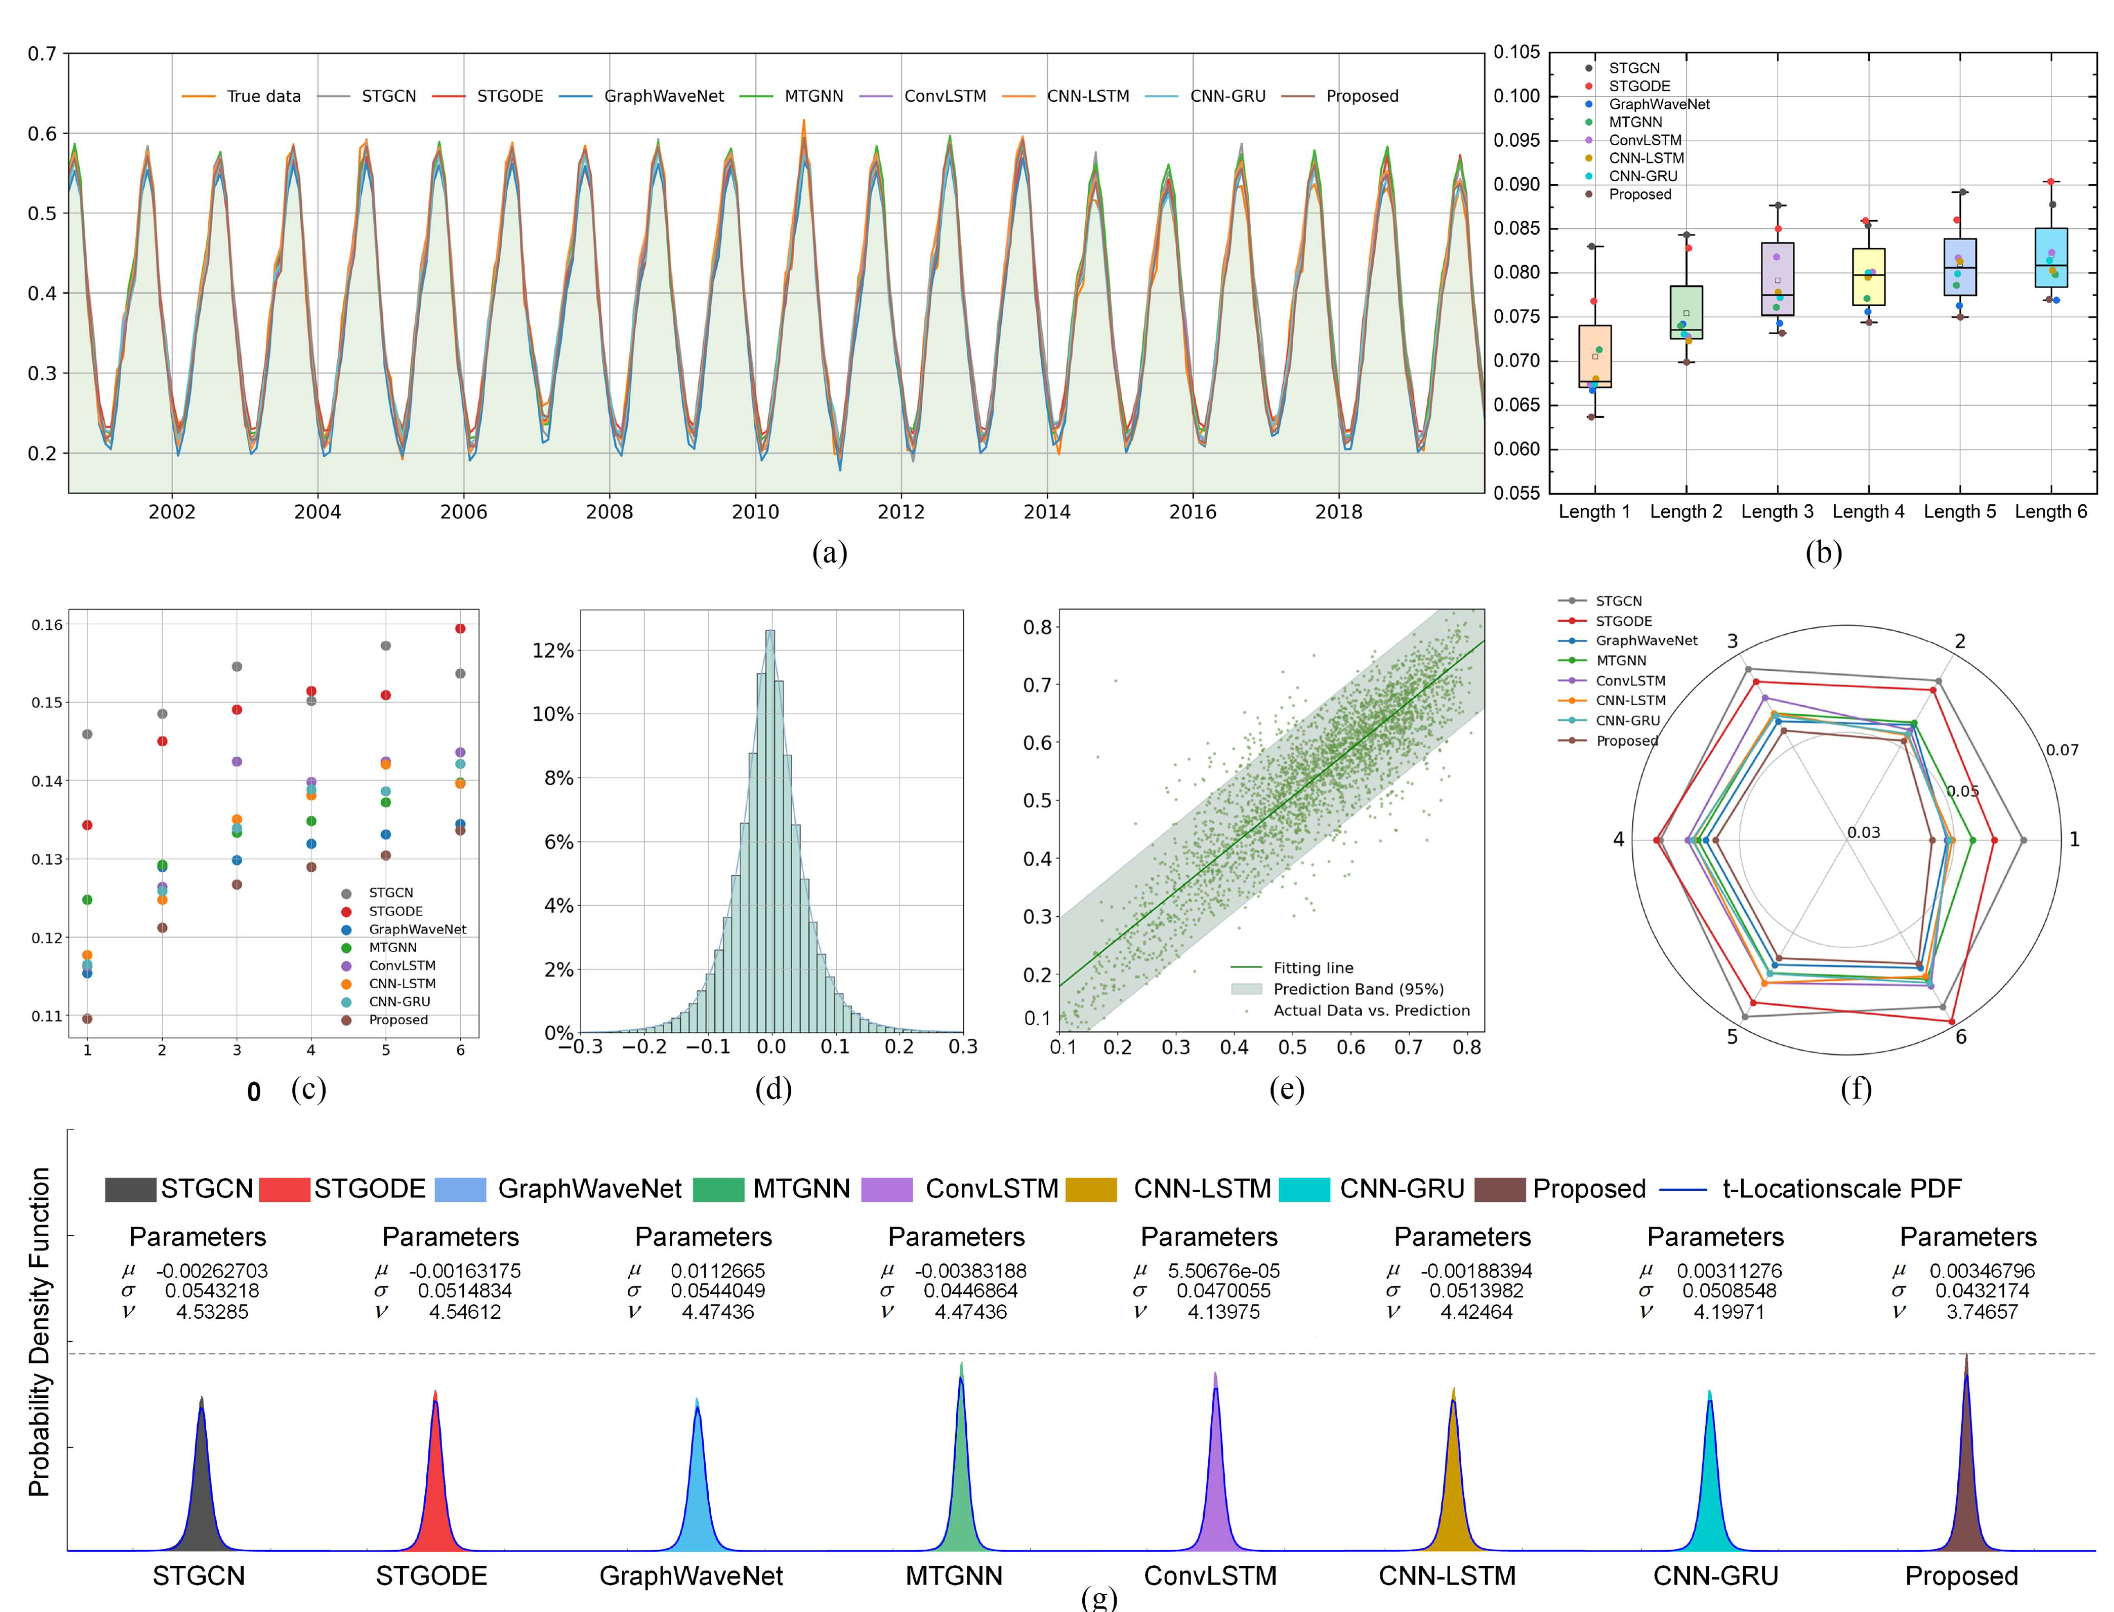 0.7
0.6
0.5
0.4
0.3
0.2
True data STGCN STGODE GraphWaveNet MTGNN ConvLSTM CNN-LSTM CNN-GRU Proposed
2002 2004 2006 2008 2010 2012 2014 2016 2018
(a)
0.105
0.100
0.095
0.090
0.085
0.080
0.075
0.070
0.065
0.060
0.055
STGCN
STGODE
GraphWaveNet
MTGNN
ConvLSTM
CNN-LSTM
CNN-GRU
Proposed
Length 1 Length 2 Length 3 Length 4 Length 5 Length 6
(b)
0.16
0.15
0.14
0.13
0.12
0.11
STGCN
STGODE
GraphWaveNet
MTGNN
ConvLSTM
CNN-LSTM
CNN-GRU
Proposed
1 2 3 4 5 6
0 (c)
12%
10%
8%
6%
4%
2%
0%
−0.3 −0.2 −0.1 0.0 0.1 0.2 0.3
(d)
0.8
0.7
0.6
0.5
0.4
0.3
0.2
0.1
Fitting line
Prediction Band (95%)
Actual Data vs. Prediction
0.1 0.2 0.3 0.4 0.5 0.6 0.7 0.8
(e)
STGCN
STGODE
GraphWaveNet
MTGNN
ConvLSTM
CNN-LSTM
CNN-GRU
Proposed
3 2
0.07
0.05
0.03
4 1
5 6
(f)
Probability Density Function
STGCN STGODE GraphWaveNet MTGNN ConvLSTM CNN-LSTM CNN-GRU Proposed t-Locationscale PDF
Parameters Parameters Parameters Parameters Parameters Parameters Parameters Parameters
μ -0.00262703 μ -0.00163175 μ 0.0112665 μ -0.00383188 μ 5.50676e-05 μ -0.00188394 μ 0.00311276 μ 0.00346796
σ 0.0543218 σ 0.0514834 σ 0.0544049 σ 0.0446864 σ 0.0470055 σ 0.0513982 σ 0.0508548 σ 0.0432174
ν 4.53285 ν 4.54612 ν 4.47436 ν 4.47436 ν 4.13975 ν 4.42464 ν 4.19971 ν 3.74657
STGCN STGODE GraphWaveNet MTGNN ConvLSTM CNN-LSTM CNN-GRU Proposed
(g)